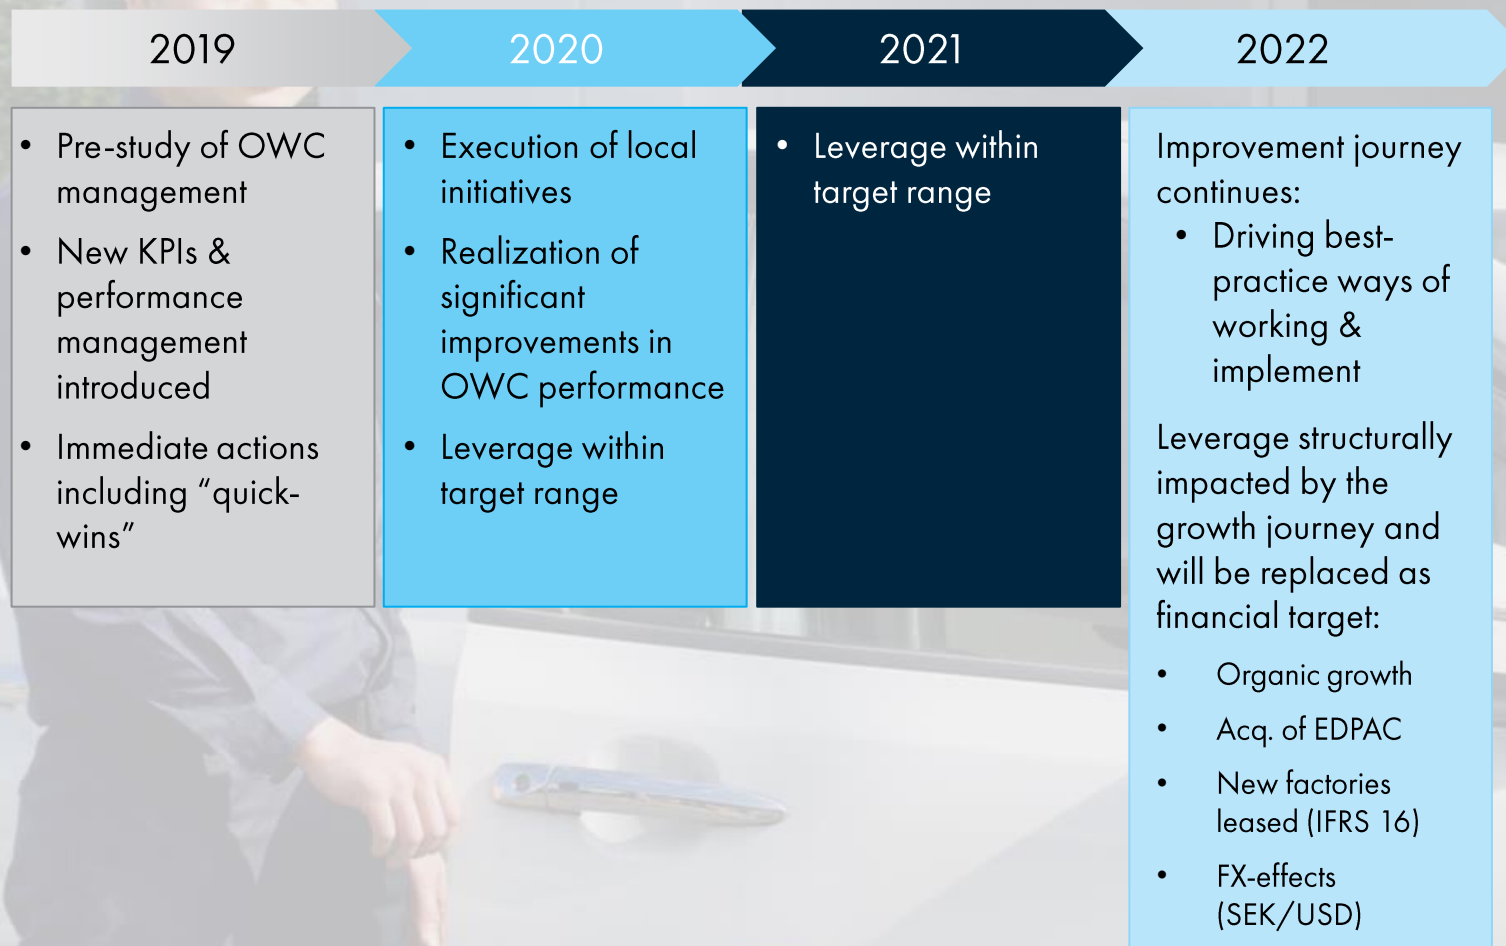 2019
2020
2021
2022
• Pre-study of OWC
management
• New KPIs &
performance
management
introduced
• Immediate actions
including “quick-
wins”
• Execution of local
initiatives
• Realization of
significant
improvements in
OWC performance
• Leverage within
target range
• Leverage within
target range
Improvement journey
continues:
• Driving best-
practice ways of
working &
implement
Leverage structurally
impacted by the
growth journey and
will be replaced as
financial target:
• Organic growth
• Acq. of EDPAC
• New factories
leased (IFRS 16)
• FX-effects
(SEK/USD)